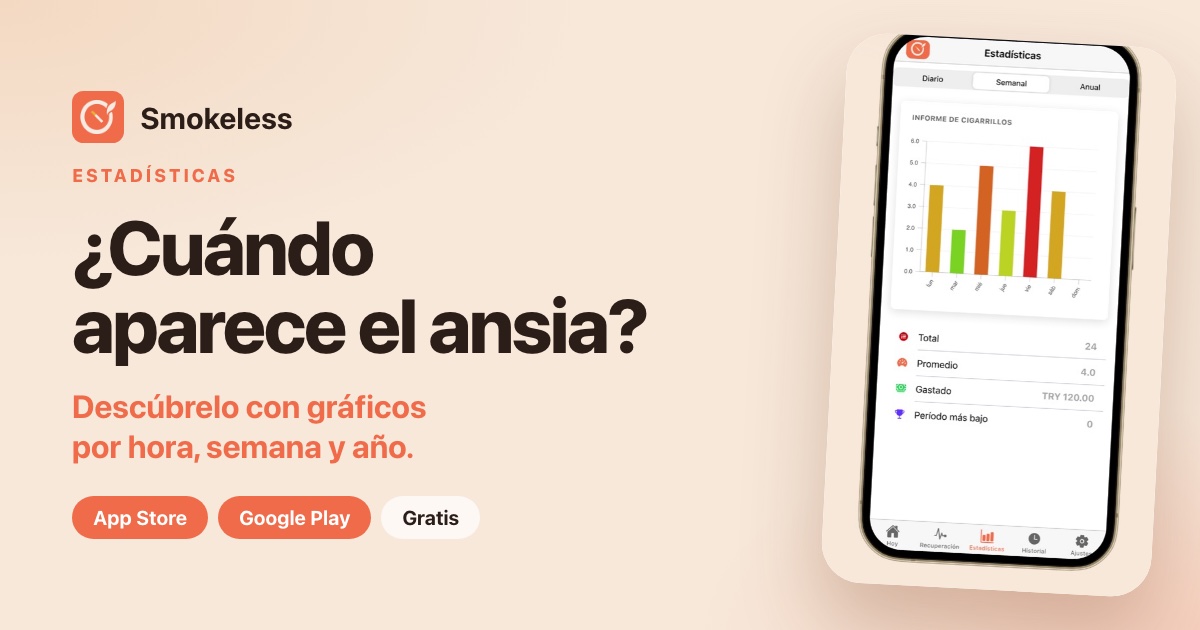 Smokeless
ESTADÍSTICAS
¿Cuándo
aparece el ansia?
Descúbrelo con gráficos
por hora, semana y año.
App Store
Google Play
Gratis
Estadísticas
Diario
Semanal
Anual
INFORME DE CIGARRILLOS
6.0
5.0
4.0
3.0
2.0
1.0
0.0
lun
mar
mié
jue
vie
sáb
dom
Total
24
Promedio
4.0
Gastado
TRY 120.00
Período más bajo
0
Hoy
Recuperación
Estadísticas
Historial
Ajustes